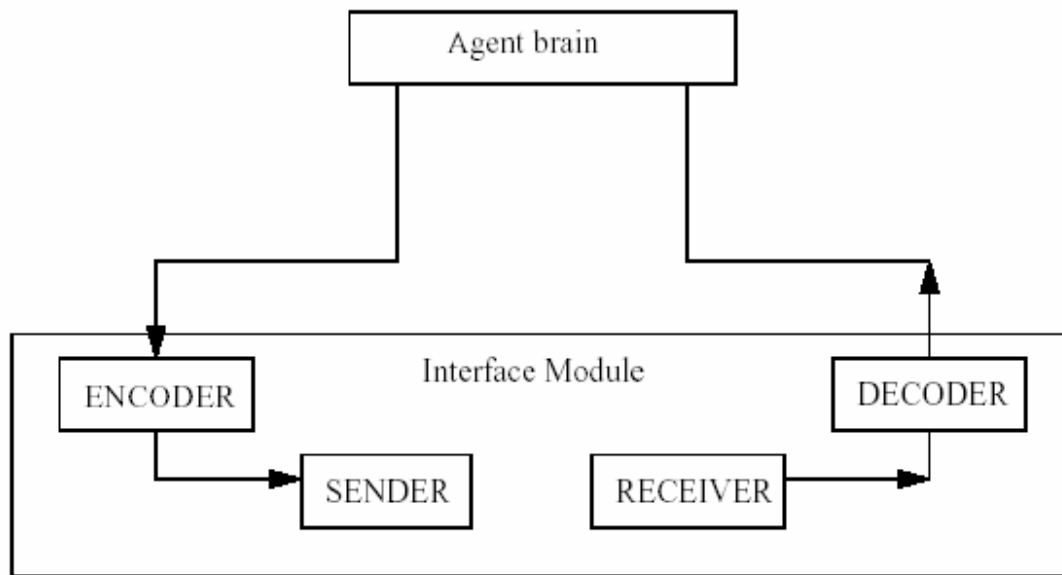 Agent brain
Interface Module
ENCODER
DECODER
SENDER
RECEIVER